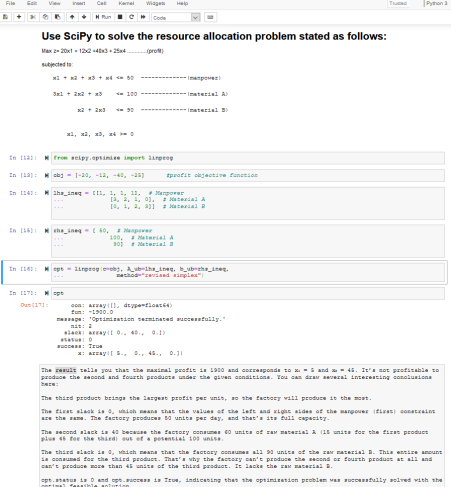 File Edit View Insert Cell Kernel Widgets Help Trusted Python 3
Code
Use SciPy to solve the resource allocation problem stated as follows:
Max z= 20x1 + 12x2 +40x3 + 25x4 ............(profit)
subjected to:
x1 + x2 + x3 + x4 <= 50 -------------(manpower)
3x1 + 2x2 + x3 <= 100 -------------(material A)
x2 + 2x3 <= 90 -------------(material B)
x1, x2, x3, x4 >= 0
In [12]: from scipy.optimize import linprog
In [13]: obj = [-20, -12, -40, -25] #profit objective function
In [14]: lhs_ineq = [[1, 1, 1, 1], # Manpower
... [3, 2, 1, 0], # Material A
... [0, 1, 2, 3]] # Material B
In [15]: rhs_ineq = [ 50, # Manpower
... 100, # Material A
... 90] # Material B
In [16]: opt = linprog(c=obj, A_ub=lhs_ineq, b_ub=rhs_ineq,
... method="revised simplex")
In [17]: opt
Out[17]: con: array([], dtype=float64)
fun: -1900.0
message: 'Optimization terminated successfully.'
nit: 2
slack: array([ 0., 40., 0.])
status: 0
success: True
x: array([ 5., 0., 45., 0.])
The result tells you that the maximal profit is 1900 and corresponds to x₁ = 5 and x₃ = 45. It's not profitable to
produce the second and fourth products under the given conditions. You can draw several interesting conclusions
here:
The third product brings the largest profit per unit, so the factory will produce it the most.
The first slack is 0, which means that the values of the left and right sides of the manpower (first) constraint
are the same. The factory produces 50 units per day, and that's its full capacity.
The second slack is 40 because the factory consumes 60 units of raw material A (15 units for the first product
plus 45 for the third) out of a potential 100 units.
The third slack is 0, which means that the factory consumes all 90 units of the raw material B. This entire amount
is consumed for the third product. That's why the factory can't produce the second or fourth product at all and
can't produce more than 45 units of the third product. It lacks the raw material B.
opt.status is 0 and opt.success is True, indicating that the optimization problem was successfully solved with the
optimal feasible solution.